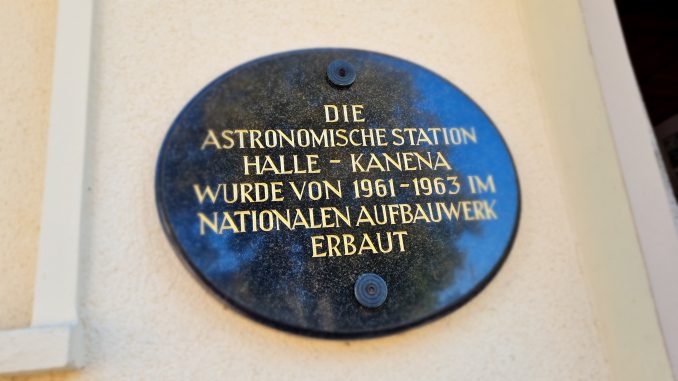 DIE
ASTRONOMISCHE STATION
HALLE - KANENA
WURDE VON 1961-1963 IM
NATIONALEN AUFBAUWERK
ERBAUT